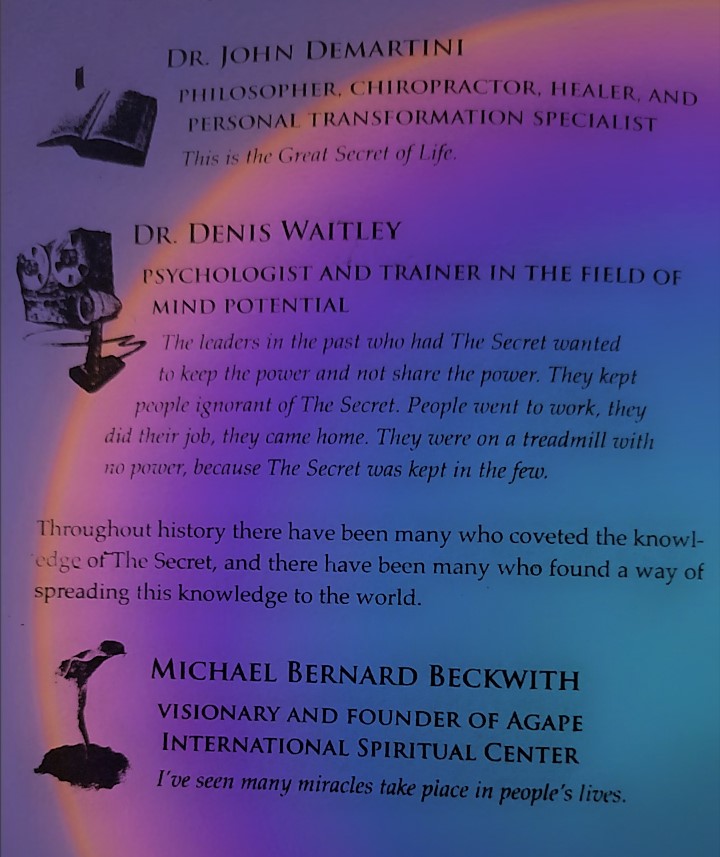 DR. JOHN DEMARTINI
PHILOSOPHER, CHIROPRACTOR, HEALER, AND
PERSONAL TRANSFORMATION SPECIALIST
This is the Great Secret of Life.
DR. DENIS WAITLEY
PSYCHOLOGIST AND TRAINER IN THE FIELD OF
MIND POTENTIAL
The leaders in the past who had The Secret wanted
to keep the power and not share the power. They kept
people ignorant of The Secret. People went to work, they
did their job, they came home. They were on a treadmill with
no power, because The Secret was kept in the few.
Throughout history there have been many who coveted the knowl-
edge of The Secret, and there have been many who found a way of
spreading this knowledge to the world.
MICHAEL BERNARD BECKWITH
VISIONARY AND FOUNDER OF AGAPE
INTERNATIONAL SPIRITUAL CENTER
I've seen many miracles take place in people's lives.